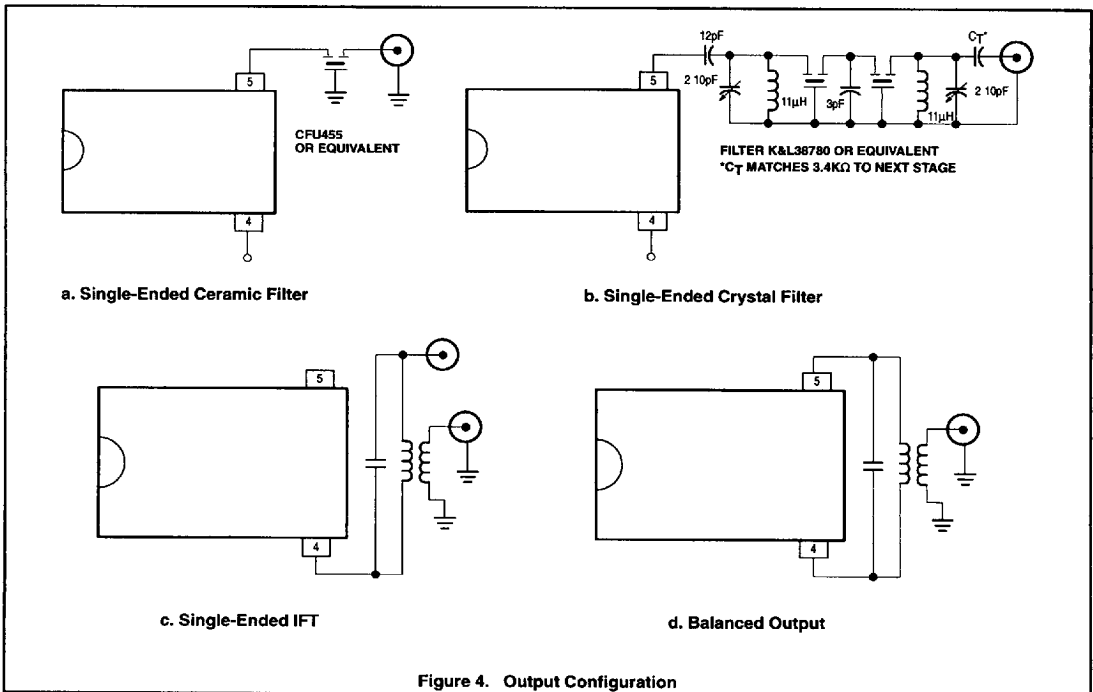 5
CFU455
OR EQUIVALENT
4
a. Single-Ended Ceramic Filter
12pF
CT*
5
2 10pF
11µH
3pF
11µH
2 10pF
FILTER K&L38780 OR EQUIVALENT
*CT MATCHES 3.4KΩ TO NEXT STAGE
4
b. Single-Ended Crystal Filter
5
4
c. Single-Ended IFT
5
4
d. Balanced Output
Figure 4. Output Configuration